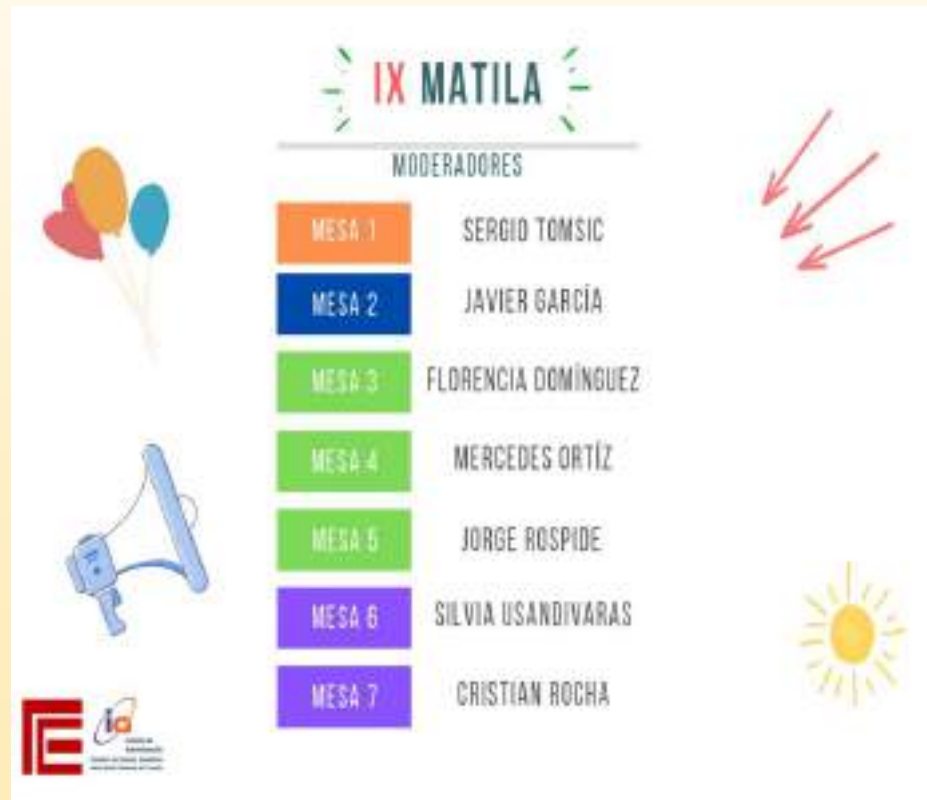 IX MATILA
MODERADORES
MESA 1 SERGIO TOMSIC
MESA 2 JAVIER GARCÍA
MESA 3 FLORENCIA DOMÍNGUEZ
MESA 4 MERCEDES ORTÍZ
MESA 5 JORGE ROSPIDE
MESA 6 SILVIA USANDIVARAS
MESA 7 CRISTIAN ROCHA